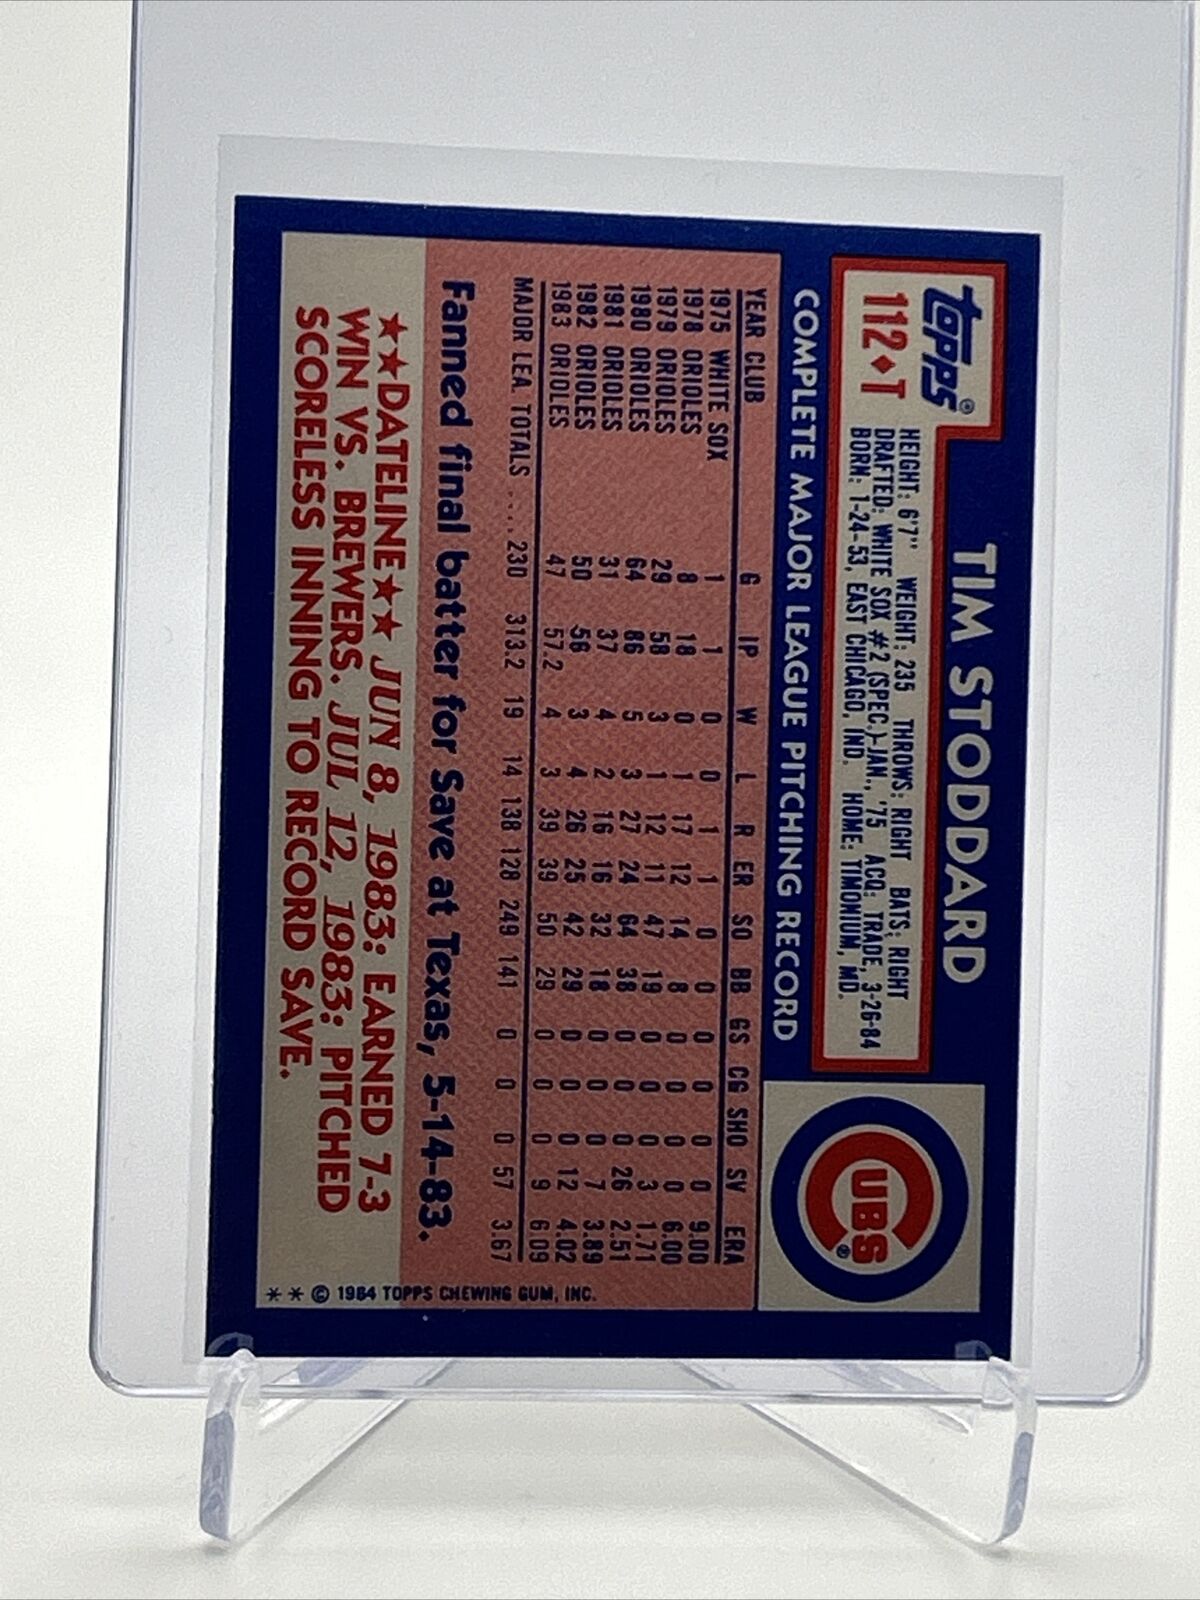 Topps®
112♦T
TIM STODDARD
HEIGHT: 6'7" WEIGHT: 235 THROWS: RIGHT BATS: RIGHT
DRAFTED: WHITE SOX #2 (SPEC.)-JAN., '75 ACQ: TRADE, 3-26-84
BORN: 1-24-53, EAST CHICAGO, IND. HOME: TIMONIUM, MD.
CUBS®
COMPLETE MAJOR LEAGUE PITCHING RECORD
YEAR CLUB G IP W L R ER SO BB GS CG SHO SV ERA
1975 WHITE SOX 1 1 0 0 1 1 0 0 0 0 0 0 9.00
1978 ORIOLES 8 18 0 1 17 12 14 8 0 0 0 0 6.00
1979 ORIOLES 29 58 3 1 12 11 47 19 0 0 0 3 1.71
1980 ORIOLES 64 86 5 3 27 24 64 38 0 0 0 26 2.51
1981 ORIOLES 31 37 4 2 16 16 32 18 0 0 0 7 3.89
1982 ORIOLES 50 56 3 4 26 25 42 29 0 0 0 12 4.02
1983 ORIOLES 47 57.2 4 3 39 39 50 29 0 0 0 9 6.09
MAJOR LEA. TOTALS .... 230 313.2 19 14 138 128 249 141 0 0 0 57 3.67
Fanned final batter for Save at Texas, 5-14-83.
★★DATELINE★★ JUN 8, 1983: EARNED 7-3
WIN VS. BREWERS. JUL 12, 1983: PITCHED
SCORELESS INNING TO RECORD SAVE.
* * © 1984 TOPPS CHEWING GUM, INC.